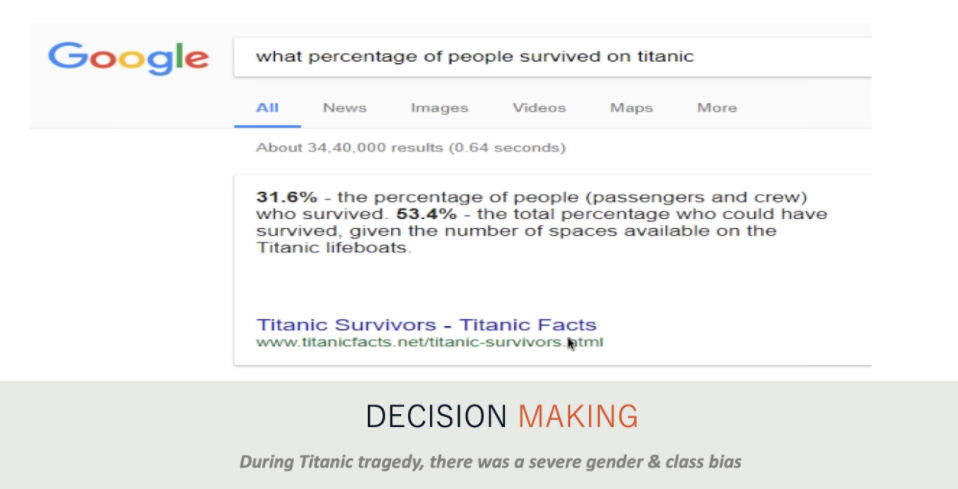 Google
what percentage of people survived on titanic
All News Images Videos Maps More
About 34,40,000 results (0.64 seconds)
31.6% - the percentage of people (passengers and crew)
who survived. 53.4% - the total percentage who could have
survived, given the number of spaces available on the
Titanic lifeboats.
Titanic Survivors - Titanic Facts
www.titanicfacts.net/titanic-survivors.html
DECISION MAKING
During Titanic tragedy, there was a severe gender & class bias